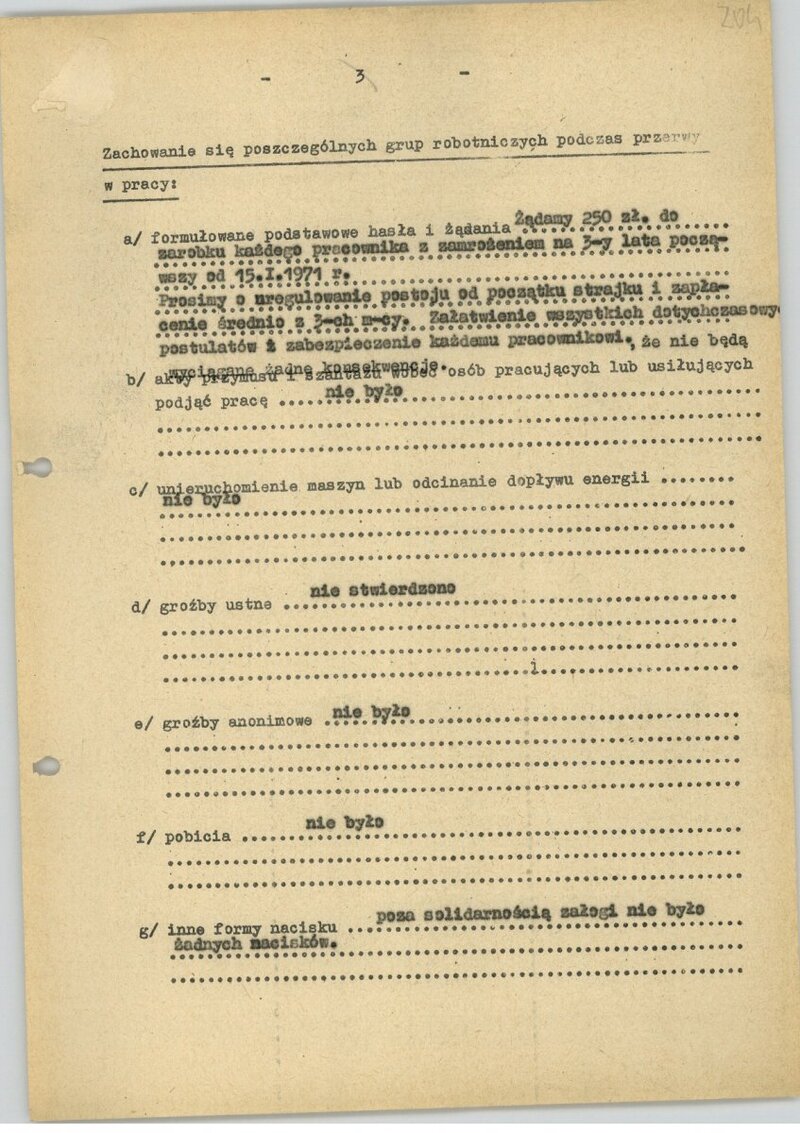 204
- 3 -
Zachowanie się poszczególnych grup robotniczych podczas przerwy
w pracy:
a/ formułowane podstawowe hasła i żądania Żądamy 250 zł. do
zarobku każdego pracownika z zamrożeniem na 3-y lata począ-
wszy od 15.I.1971 r.
Prosimy o uregulowanie postoju od początku strajku i zapła-
cenie średnio z 3-ch m-cy. Załatwienie wszystkich dotychczasowy
postulatów i zabezpieczenie każdemu pracownikowi, że nie będą
wyciągane żadne konsekwencje.
b/ akty przymusu i szantażu wobec osób pracujących lub usiłujących
podjąć pracę nie było
c/ unieruchomienie maszyn lub odcinanie dopływu energii
nie było
d/ groźby ustne nie stwierdzono
e/ groźby anonimowe nie było
f/ pobicia nie było
g/ inne formy nacisku poza solidarnością załogi nie było
żadnych nacisków.